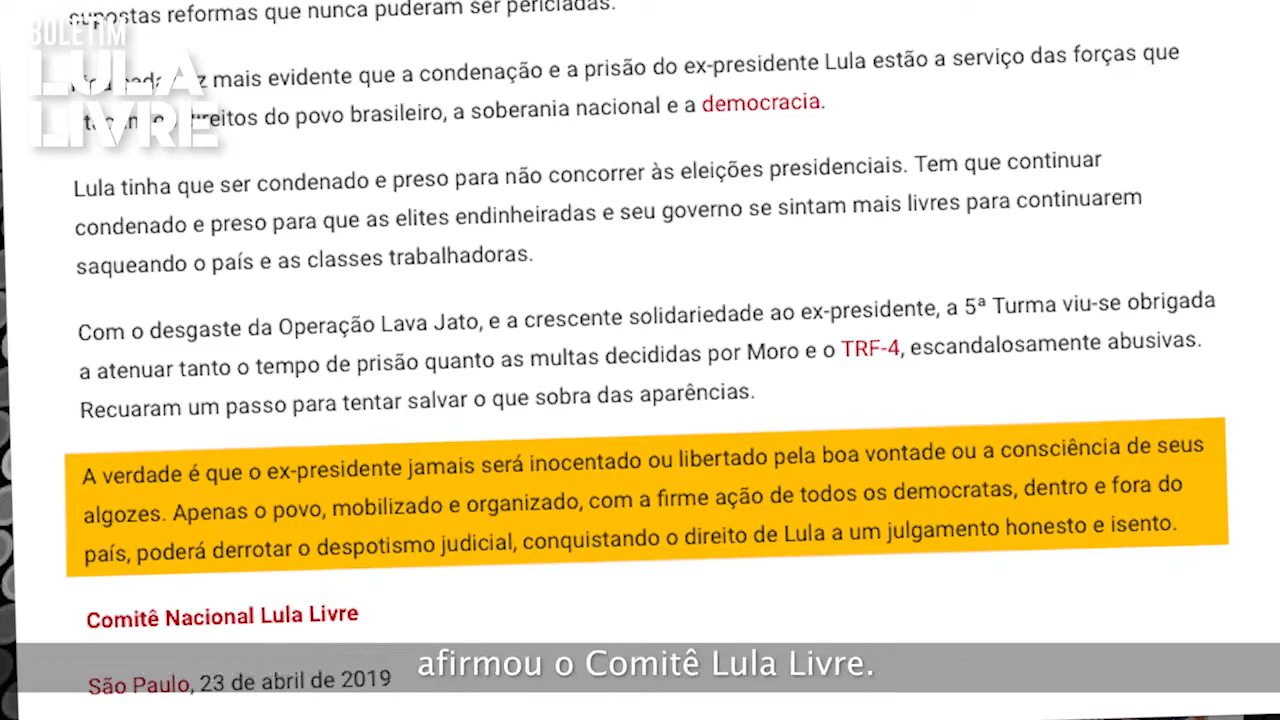 supostas reformas que nunca puderam ser periciadas.
BOLETIM
LULA
LIVRE
mais evidente que a condenação e a prisão do ex-presidente Lula estão a serviço das forças que
direitos do povo brasileiro, a soberania nacional e a democracia.
Lula tinha que ser condenado e preso para não concorrer às eleições presidenciais. Tem que continuar
condenado e preso para que as elites endinheiradas e seu governo se sintam mais livres para continuarem
saqueando o país e as classes trabalhadoras.
Com o desgaste da Operação Lava Jato, e a crescente solidariedade ao ex-presidente, a 5ª Turma viu-se obrigada
a atenuar tanto o tempo de prisão quanto as multas decididas por Moro e o TRF-4, escandalosamente abusivas.
Recuaram um passo para tentar salvar o que sobra das aparências.
A verdade é que o ex-presidente jamais será inocentado ou libertado pela boa vontade ou a consciência de seus
algozes. Apenas o povo, mobilizado e organizado, com a firme ação de todos os democratas, dentro e fora do
país, poderá derrotar o despotismo judicial, conquistando o direito de Lula a um julgamento honesto e isento.
Comitê Nacional Lula Livre
afirmou o Comitê Lula Livre.
São Paulo, 23 de abril de 2019